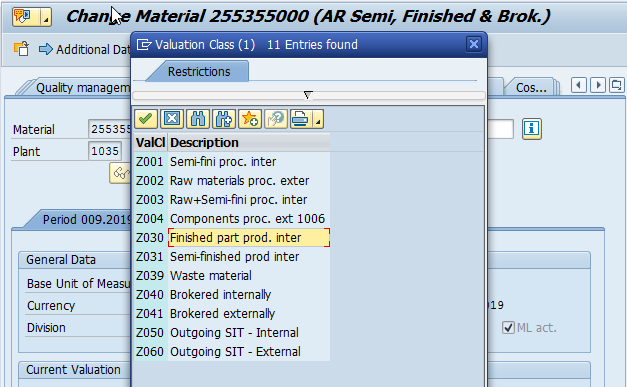 Change Material 255355000 (AR Semi, Finished & Brok.)
Additional Dat
Valuation Class (1) 11 Entries found
Restrictions
Quality managem
Cos...
Material 255355
Plant 1035
ValCl Description
Z001 Semi-fini proc. inter
Z002 Raw materials proc. exter
Z003 Raw+Semi-fini proc. inter
Z004 Components proc. ext 1006
Z030 Finished part prod. inter
Z031 Semi-finished prod inter
Z039 Waste material
Z040 Brokered internally
Z041 Brokered externally
Z050 Outgoing SIT - Internal
Z060 Outgoing SIT - External
Period 009.2019
General Data
Base Unit of Measu
Currency
019
Division
ML act.
Current Valuation